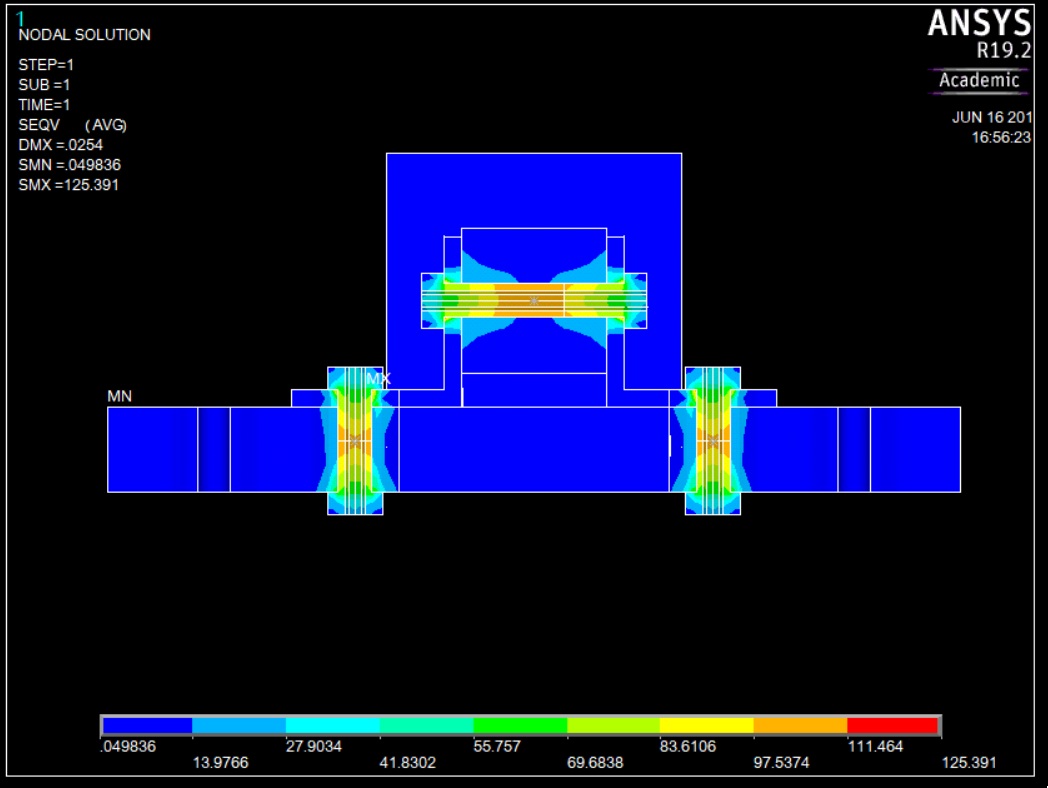 1
NODAL SOLUTION
STEP=1
SUB =1
TIME=1
SEQV (AVG)
DMX =.0254
SMN =.049836
SMX =125.391
ANSYS
R19.2
Academic
JUN 16 201
16:56:23
MX
MN
.049836 27.9034 55.757 83.6106 111.464
13.9766 41.8302 69.6838 97.5374 125.391